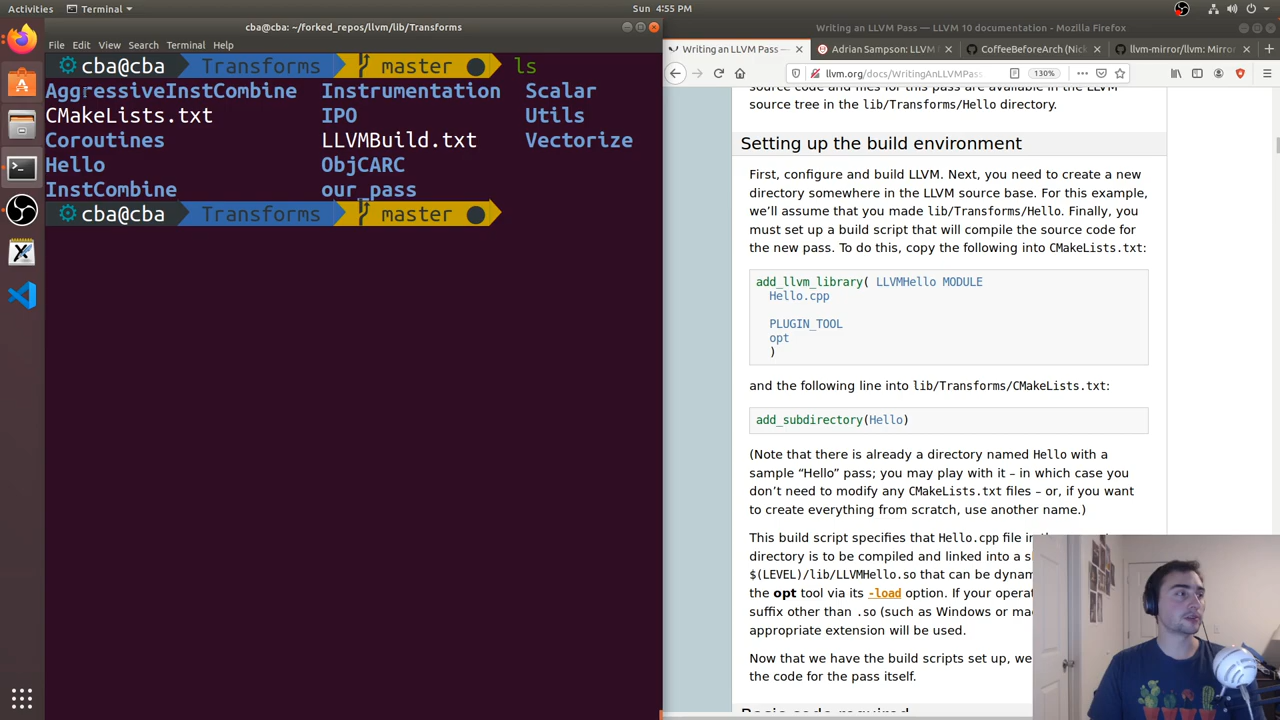 Activities
Terminal
Sun 4:55 PM
cba@cba: ~/forked_repos/llvm/lib/Transforms
File Edit View Search Terminal Help
cba@cba Transforms master ls
AggressiveInstCombine Instrumentation Scalar
CMakeLists.txt IPO Utils
Coroutines LLVMBuild.txt Vectorize
Hello ObjCARC
InstCombine our_pass
cba@cba Transforms master
Writing an LLVM Pass — LLVM 10 documentation - Mozilla Firefox
Writing an LLVM Pass —
Adrian Sampson: LLVM
CoffeeBeforeArch (Nick
llvm-mirror/llvm: Mirror
llvm.org/docs/WritingAnLLVMPass
130%
source code and files for this pass are available in the LLVM
source tree in the lib/Transforms/Hello directory.
Setting up the build environment
First, configure and build LLVM. Next, you need to create a new
directory somewhere in the LLVM source base. For this example,
we'll assume that you made lib/Transforms/Hello. Finally, you
must set up a build script that will compile the source code for
the new pass. To do this, copy the following into CMakeLists.txt:
add_llvm_library( LLVMHello MODULE
Hello.cpp
PLUGIN_TOOL
opt
)
and the following line into lib/Transforms/CMakeLists.txt:
add_subdirectory(Hello)
(Note that there is already a directory named Hello with a
sample “Hello” pass; you may play with it – in which case you
don't need to modify any CMakeLists.txt files – or, if you want
to create everything from scratch, use another name.)
This build script specifies that Hello.cpp file in
directory is to be compiled and linked into a
$(LEVEL)/lib/LLVMHello.so that can be
the opt tool via its -load option. If your
suffix other than .so (such as Windows or
appropriate extension will be used.
Now that we have the build scripts set up,
the code for the pass itself.
Basic code required